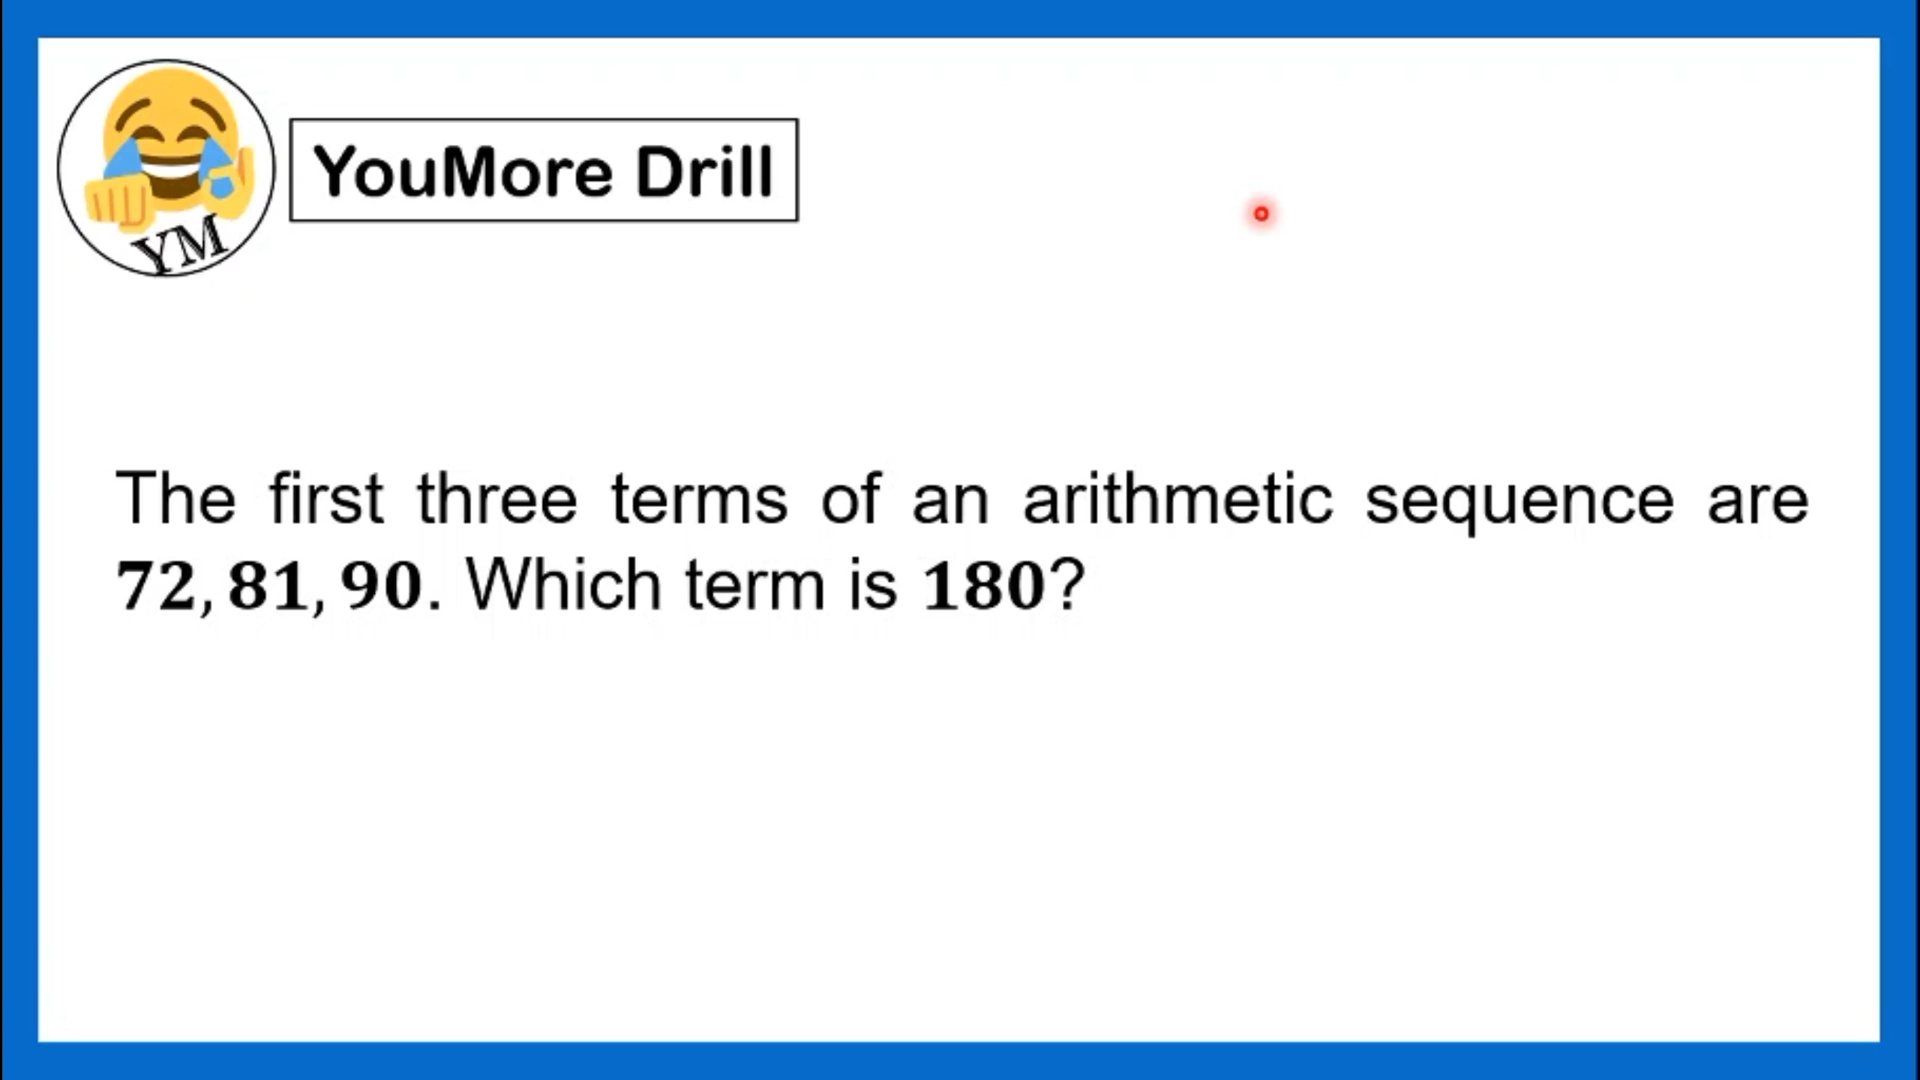 YM
YouMore Drill
The first three terms of an arithmetic sequence are
72, 81, 90. Which term is 180?